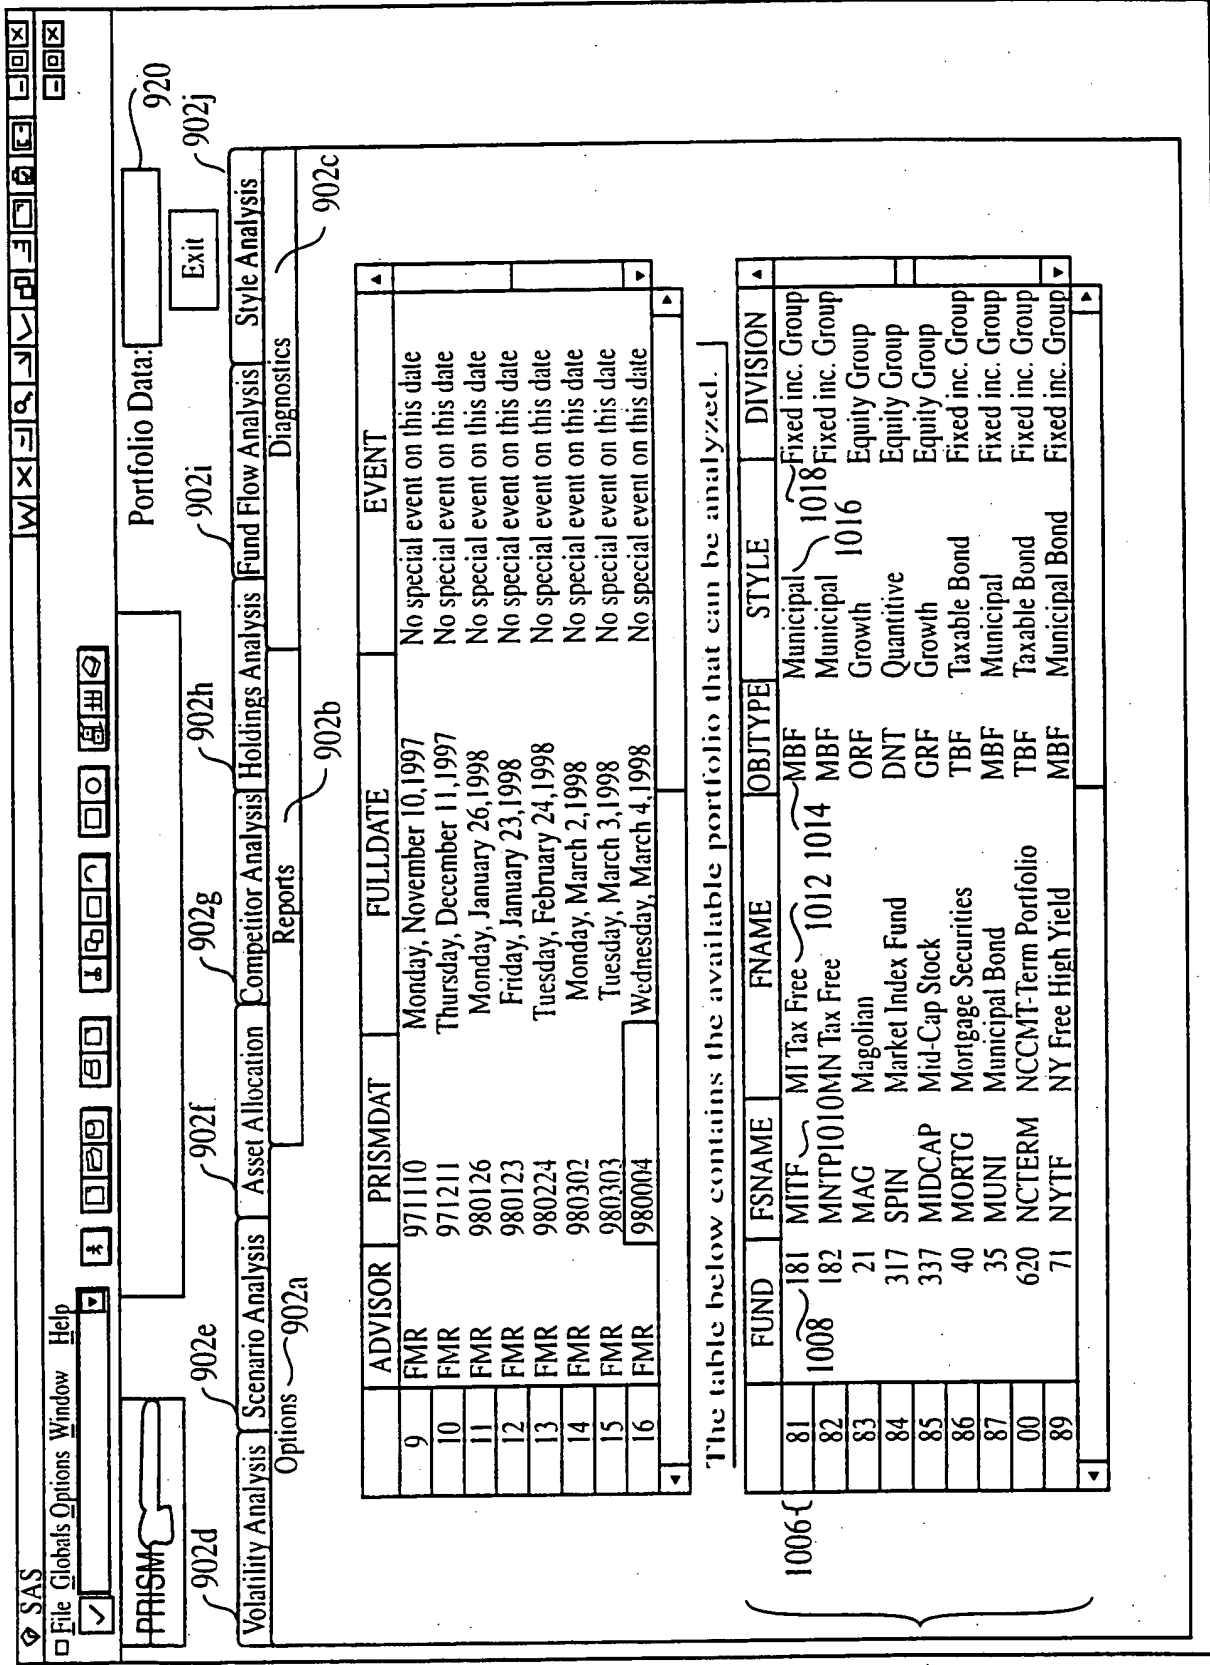 SAS
File Globals Options Window Help
PRISM
Portfolio Data:
920
Exit
902d
902e
902f
902g
902h
902i
902j
Volatility Analysis Scenario Analysis Asset Allocation Competitor Analysis Holdings Analysis Fund Flow Analysis Style Analysis
Options 902a Reports 902b Diagnostics 902c
ADVISOR PRISMDAT FULLDATE EVENT
9 FMR 971110 Monday, November 10,1997 No special event on this date
10 FMR 971211 Thursday, December 11,1997 No special event on this date
11 FMR 980126 Monday, January 26,1998 No special event on this date
12 FMR 980123 Friday, January 23,1998 No special event on this date
13 FMR 980224 Tuesday, February 24,1998 No special event on this date
14 FMR 980302 Monday, March 2,1998 No special event on this date
15 FMR 980303 Tuesday, March 3,1998 No special event on this date
16 FMR 980004 Wednesday, March 4,1998 No special event on this date
The table below contains the available portfolio that can be analyzed.
FUND FSNAME FNAME OBJTYPE STYLE DIVISION
1006
81 181 MITF MI Tax Free MBF Municipal Fixed inc. Group
1008 1010 1012 1014 1016 1018
82 182 MNTP MN Tax Free MBF Municipal Fixed inc. Group
83 21 MAG Magolian ORF Growth Equity Group
84 317 SPIN Market Index Fund DNT Quantitive Equity Group
85 337 MIDCAP Mid-Cap Stock GRF Growth Equity Group
86 40 MORTG Mortgage Securities TBF Taxable Bond Fixed inc. Group
87 35 MUNI Municipal Bond MBF Municipal Fixed inc. Group
00 620 NCTERM NCCMT-Term Portfolio TBF Taxable Bond Fixed inc. Group
89 71 NYTF NY Free High Yield MBF Municipal Bond Fixed inc. Group